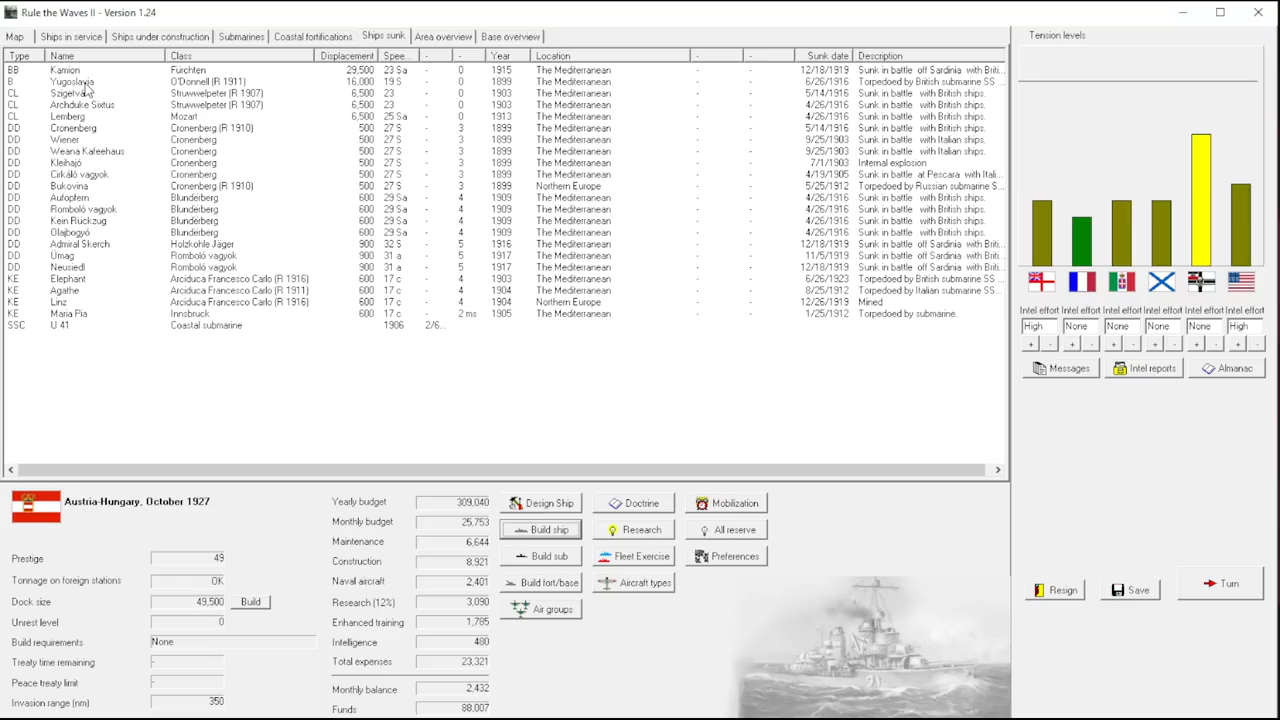 Rule the Waves II - Version 1.24
Map Ships in service Ships under construction Submarines Coastal fortifications Ships sunk Area overview Base overview
Type Name Class Displacement Spee... - - Year Location - - Sunk date Description
BB Kamion Fürchten 29,500 23 Sa - 0 1915 The Mediterranean - - 12/18/1919 Sunk in battle off Sardinia with Briti...
B Yugoslavia O'Donnell (R 1911) 16,000 19 S - 0 1899 The Mediterranean - - 5/26/1916 Torpedoed by British submarine SS ...
CL Szigetvár Struwwelpeter (R 1907) 6,500 23 - 0 1903 The Mediterranean - - 5/14/1916 Sunk in battle with British ships.
CL Archduke Sixtus Struwwelpeter (R 1907) 6,500 23 - 0 1903 The Mediterranean - - 4/26/1916 Sunk in battle with British ships.
CL Lemberg Mozart 6,500 25 Sa - 0 1913 The Mediterranean - - 4/26/1916 Sunk in battle with British ships.
DD Cronenberg Cronenberg (R 1910) 500 27 S - 3 1899 The Mediterranean - - 5/14/1916 Sunk in battle with British ships.
DD Wiener Cronenberg 500 27 S - 3 1899 The Mediterranean - - 9/25/1903 Sunk in battle with Italian ships.
DD Weana Kafeehaus Cronenberg 500 27 S - 3 1899 The Mediterranean - - 9/25/1903 Sunk in battle with Italian ships.
DD Kleihajó Cronenberg 500 27 S - 3 1899 The Mediterranean - - 7/1/1903 Internal explosion
DD Cirkáló vagyok Cronenberg 500 27 S - 3 1899 The Mediterranean - - 4/19/1905 Sunk in battle at Pescara with Itali...
DD Bukovina Cronenberg (R 1910) 500 27 S - 3 1899 Northern Europe - - 5/25/1912 Torpedoed by Russian submarine S...
DD Autopfern Blunderberg 600 29 Sa - 4 1909 The Mediterranean - - 4/26/1916 Sunk in battle with British ships.
DD Romboló vagyok Blunderberg 600 29 Sa - 4 1909 The Mediterranean - - 4/26/1916 Sunk in battle with British ships.
DD Kein Rückzug Blunderberg 600 29 Sa - 4 1909 The Mediterranean - - 4/26/1916 Sunk in battle with British ships.
DD Olajbogyó Blunderberg 600 29 Sa - 4 1909 The Mediterranean - - 4/26/1916 Sunk in battle with British ships.
DD Admiral Skerch Holzkohle Jäger 900 32 S - 5 1916 The Mediterranean - - 12/18/1919 Sunk in battle off Sardinia with Briti...
DD Ümag Romboló vagyok 900 31 a - 5 1917 The Mediterranean - - 11/5/1919 Sunk in battle with British ships.
DD Neusiedl Romboló vagyok 900 31 a - 5 1917 The Mediterranean - - 12/18/1919 Sunk in battle off Sardinia with Briti...
KE Elephant Arciduca Francesco Carlo (R 1916) 600 17 c - 4 1903 The Mediterranean - - 6/26/1923 Torpedoed by British submarine SS ...
KE Agathe Arciduca Francesco Carlo (R 1911) 600 17 c - 4 1904 The Mediterranean - - 8/25/1912 Torpedoed by Italian submarine SS ...
KE Linz Arciduca Francesco Carlo (R 1916) 600 17 c - 4 1904 Northern Europe - - 12/26/1919 Mined
KE Maria Pia Innsbruck 600 17 c - 2 ms 1905 The Mediterranean - - 1/25/1912 Torpedoed by submarine.
SSC U 41 Coastal submarine 1906 2/6...
Tension levels
Intel effort Intel effort Intel effort Intel effort Intel effort Intel effort
High None None None None High
+ - + - + - + - + - + -
Messages Intel reports Almanac
Austria-Hungary, October 1927
Prestige 49
Tonnage on foreign stations OK
Dock size 49,500 Build
Unrest level 0
Build requirements None
Treaty time remaining -
Peace treaty limit -
Invasion range (nm) 350
Yearly budget 309,040
Monthly budget 25,753
Maintenance 6,644
Construction 8,921
Naval aircraft 2,401
Research (12%) 3,090
Enhanced training 1,785
Intelligence 480
Total expenses 23,321
Monthly balance 2,432
Funds 88,007
Design Ship Doctrine Mobilization
Build ship Research All reserve
Build sub Fleet Exercise Preferences
Build fort/base Aircraft types
Air groups
Resign Save Turn